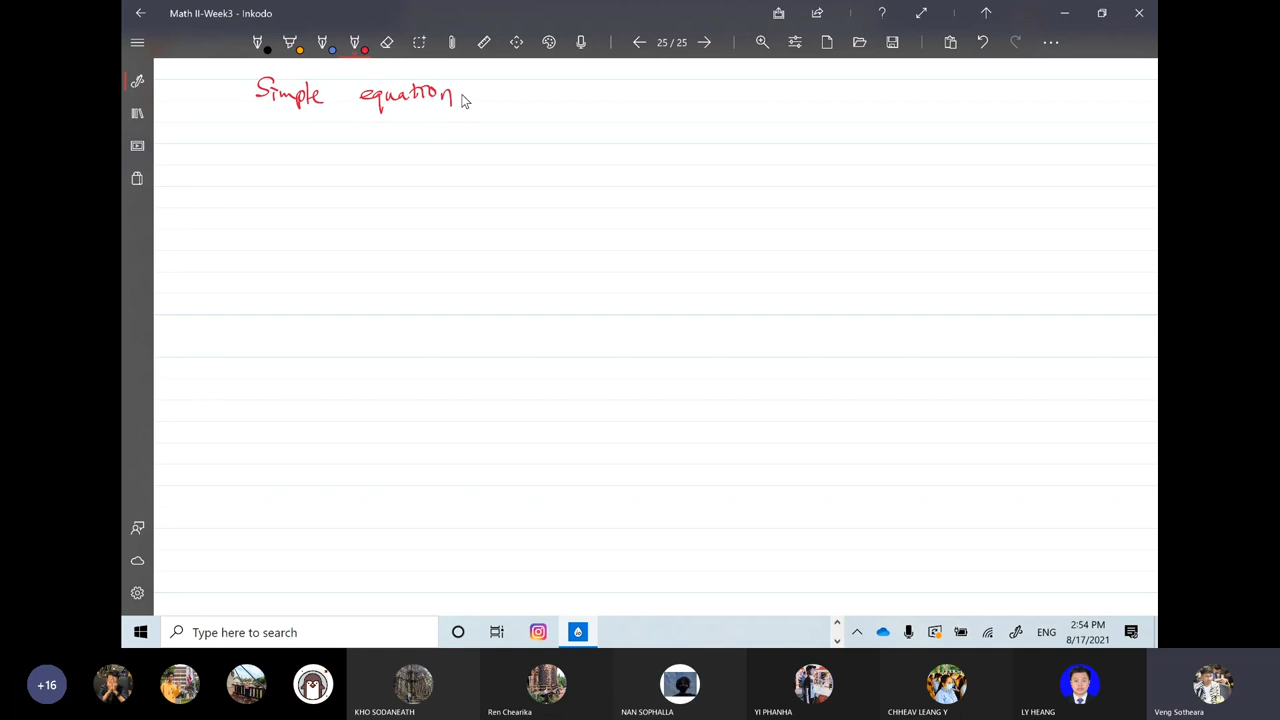 Math II-Week3 - Inkodo
25 / 25
Simple equation
Type here to search
ENG
2:54 PM
8/17/2021
+16
KHO SODANEATH
Ren Chearika
NAN SOPHALLA
YI PHANHA
CHHEAV LEANG Y
LY HEANG
Veng Sotheara